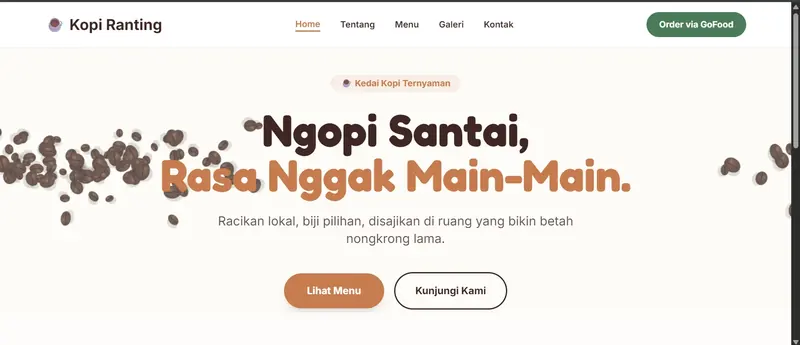 Kopi Ranting
Home
Tentang
Menu
Galeri
Kontak
Order via GoFood
Kedai Kopi Ternyaman
Ngopi Santai,
Rasa Nggak Main-Main.
Racikan lokal, biji pilihan, disajikan di ruang yang bikin betah
nongkrong lama.
Lihat Menu
Kunjungi Kami